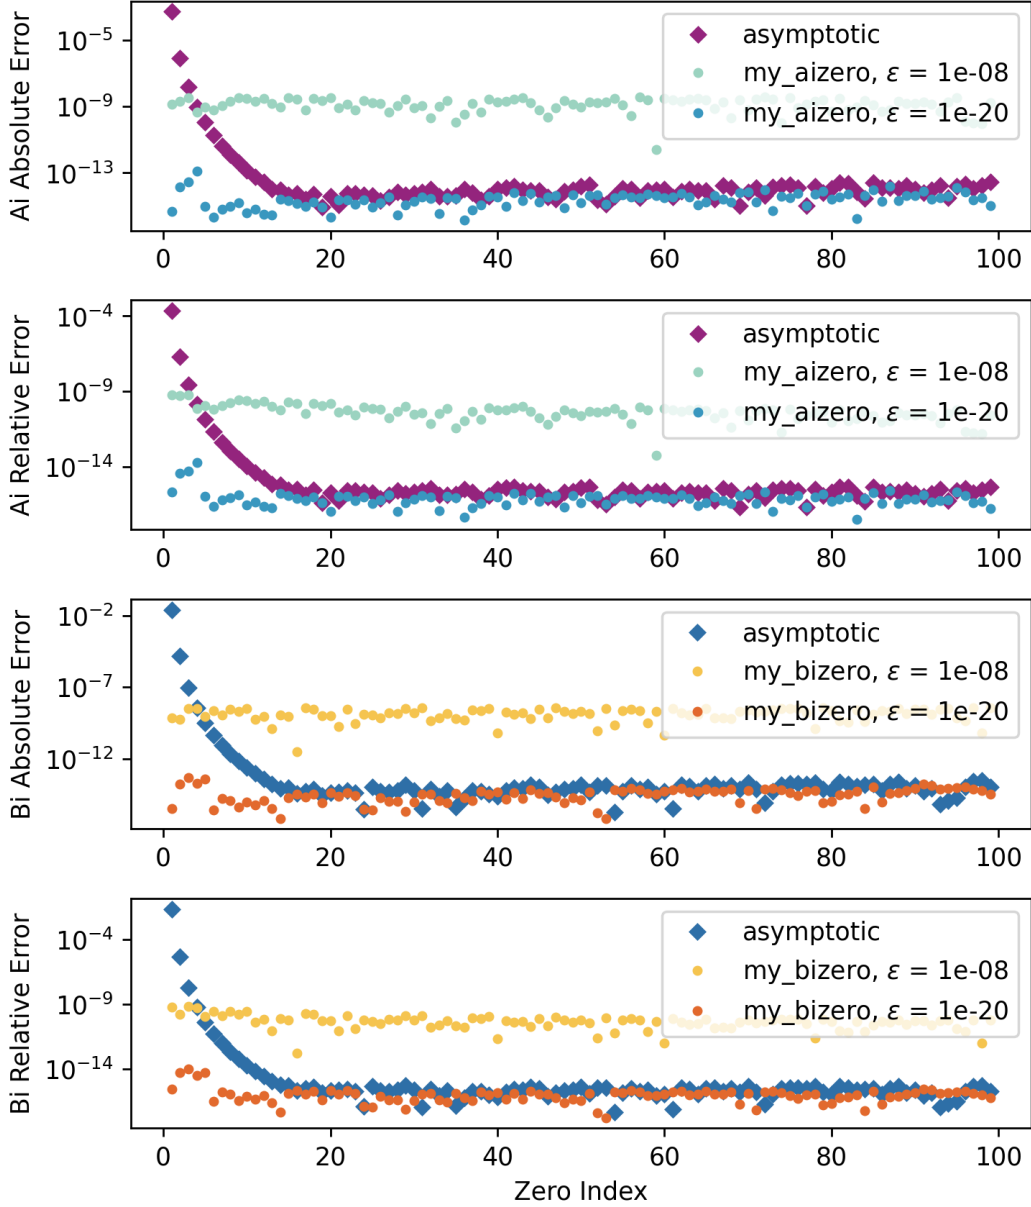 Ai Absolute Error
10⁻⁵
10⁻⁹
10⁻¹³
asymptotic
my_aizero, ε = 1e-08
my_aizero, ε = 1e-20
0 20 40 60 80 100
Ai Relative Error
10⁻⁴
10⁻⁹
10⁻¹⁴
asymptotic
my_aizero, ε = 1e-08
my_aizero, ε = 1e-20
0 20 40 60 80 100
Bi Absolute Error
10⁻²
10⁻⁷
10⁻¹²
asymptotic
my_bizero, ε = 1e-08
my_bizero, ε = 1e-20
0 20 40 60 80 100
Bi Relative Error
10⁻⁴
10⁻⁹
10⁻¹⁴
asymptotic
my_bizero, ε = 1e-08
my_bizero, ε = 1e-20
0 20 40 60 80 100
Zero Index